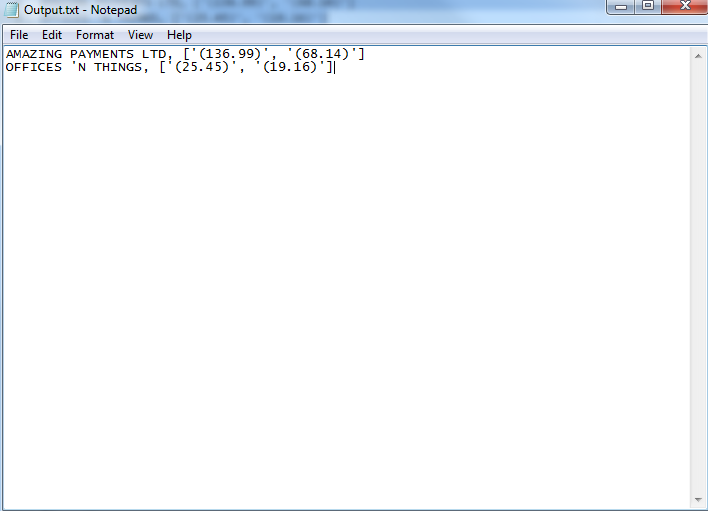 Output.txt - Notepad
File Edit Format View Help
AMAZING PAYMENTS LTD, ['(136.99)', '(68.14)']
OFFICES 'N THINGS, ['(25.45)', '(19.16)']